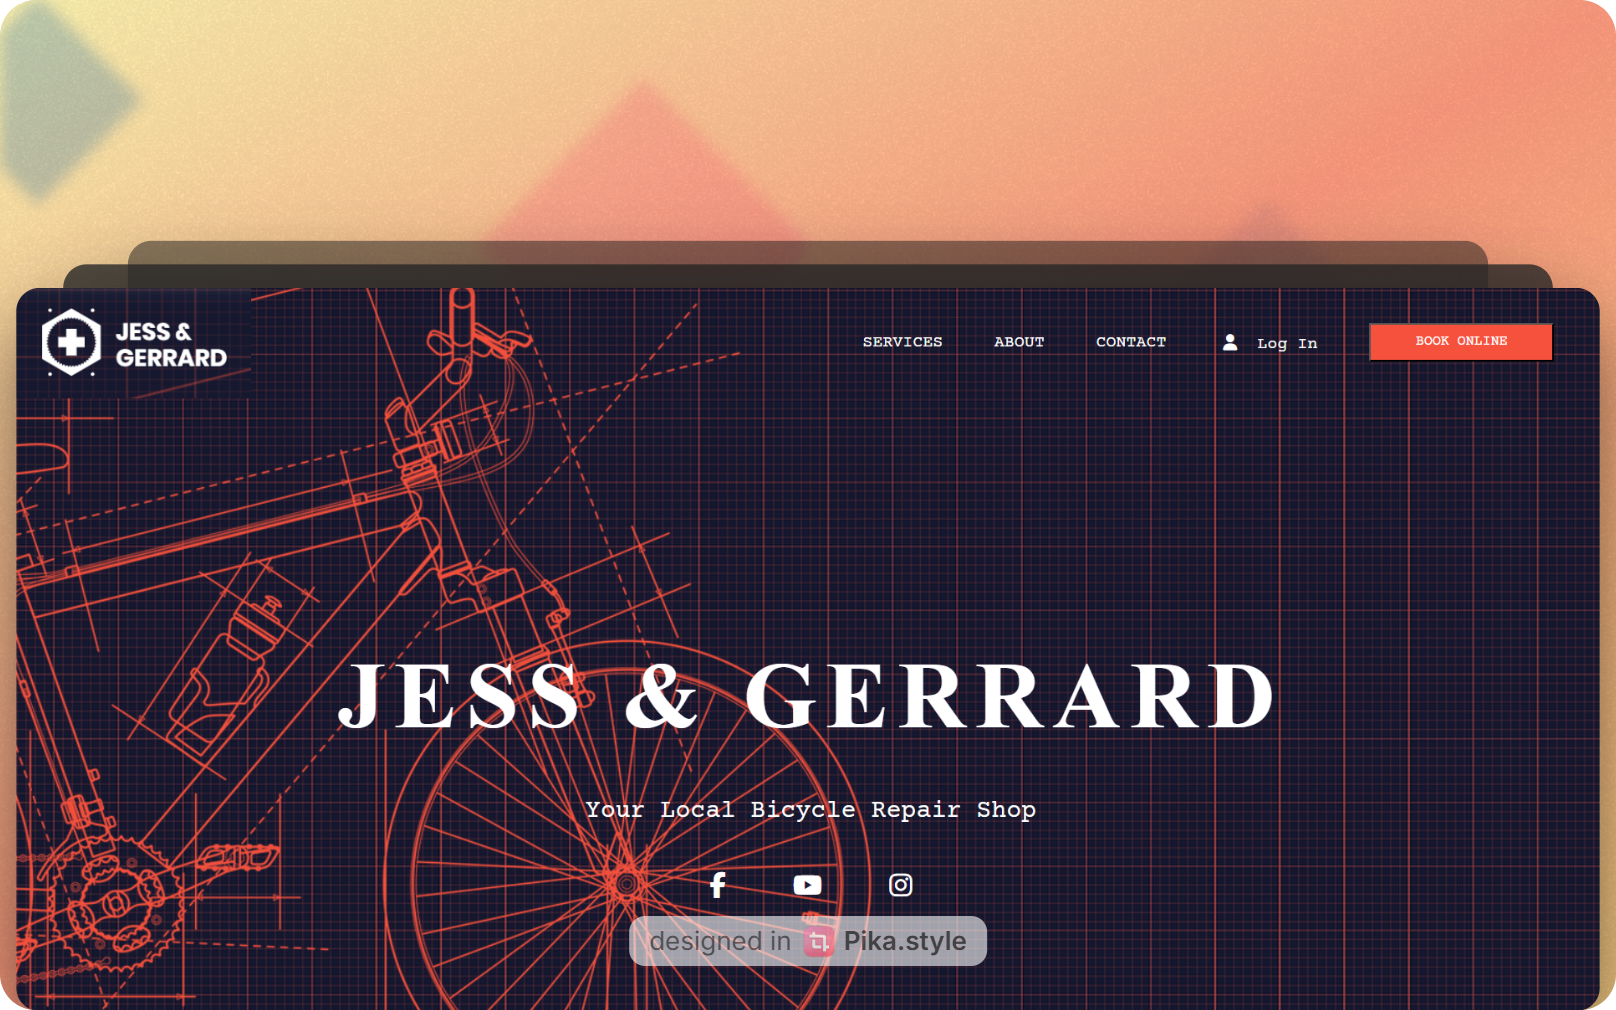 JESS &
GERRARD
SERVICES ABOUT CONTACT Log In BOOK ONLINE
JESS & GERRARD
Your Local Bicycle Repair Shop
designed in Pika.style